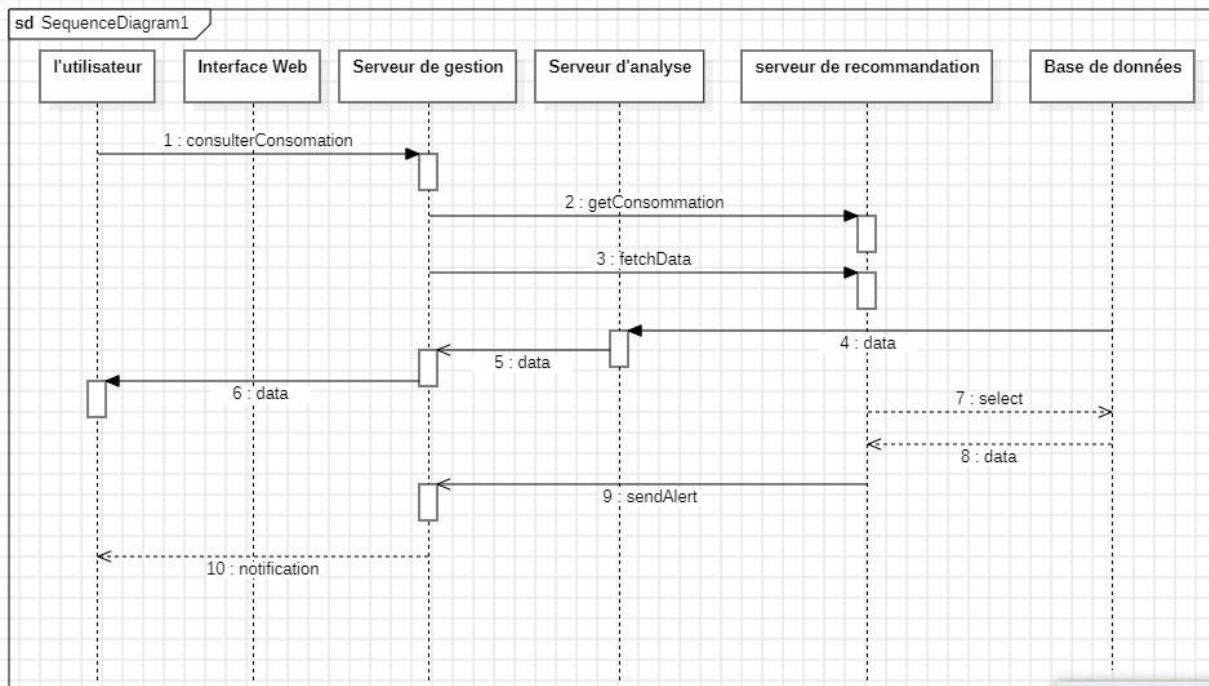 sd SequenceDiagram1
l'utilisateur
Interface Web
Serveur de gestion
Serveur d'analyse
serveur de recommandation
Base de données
1 : consulterConsomation
2 : getConsommation
3 : fetchData
4 : data
5 : data
6 : data
7 : select
8 : data
9 : sendAlert
10 : notification